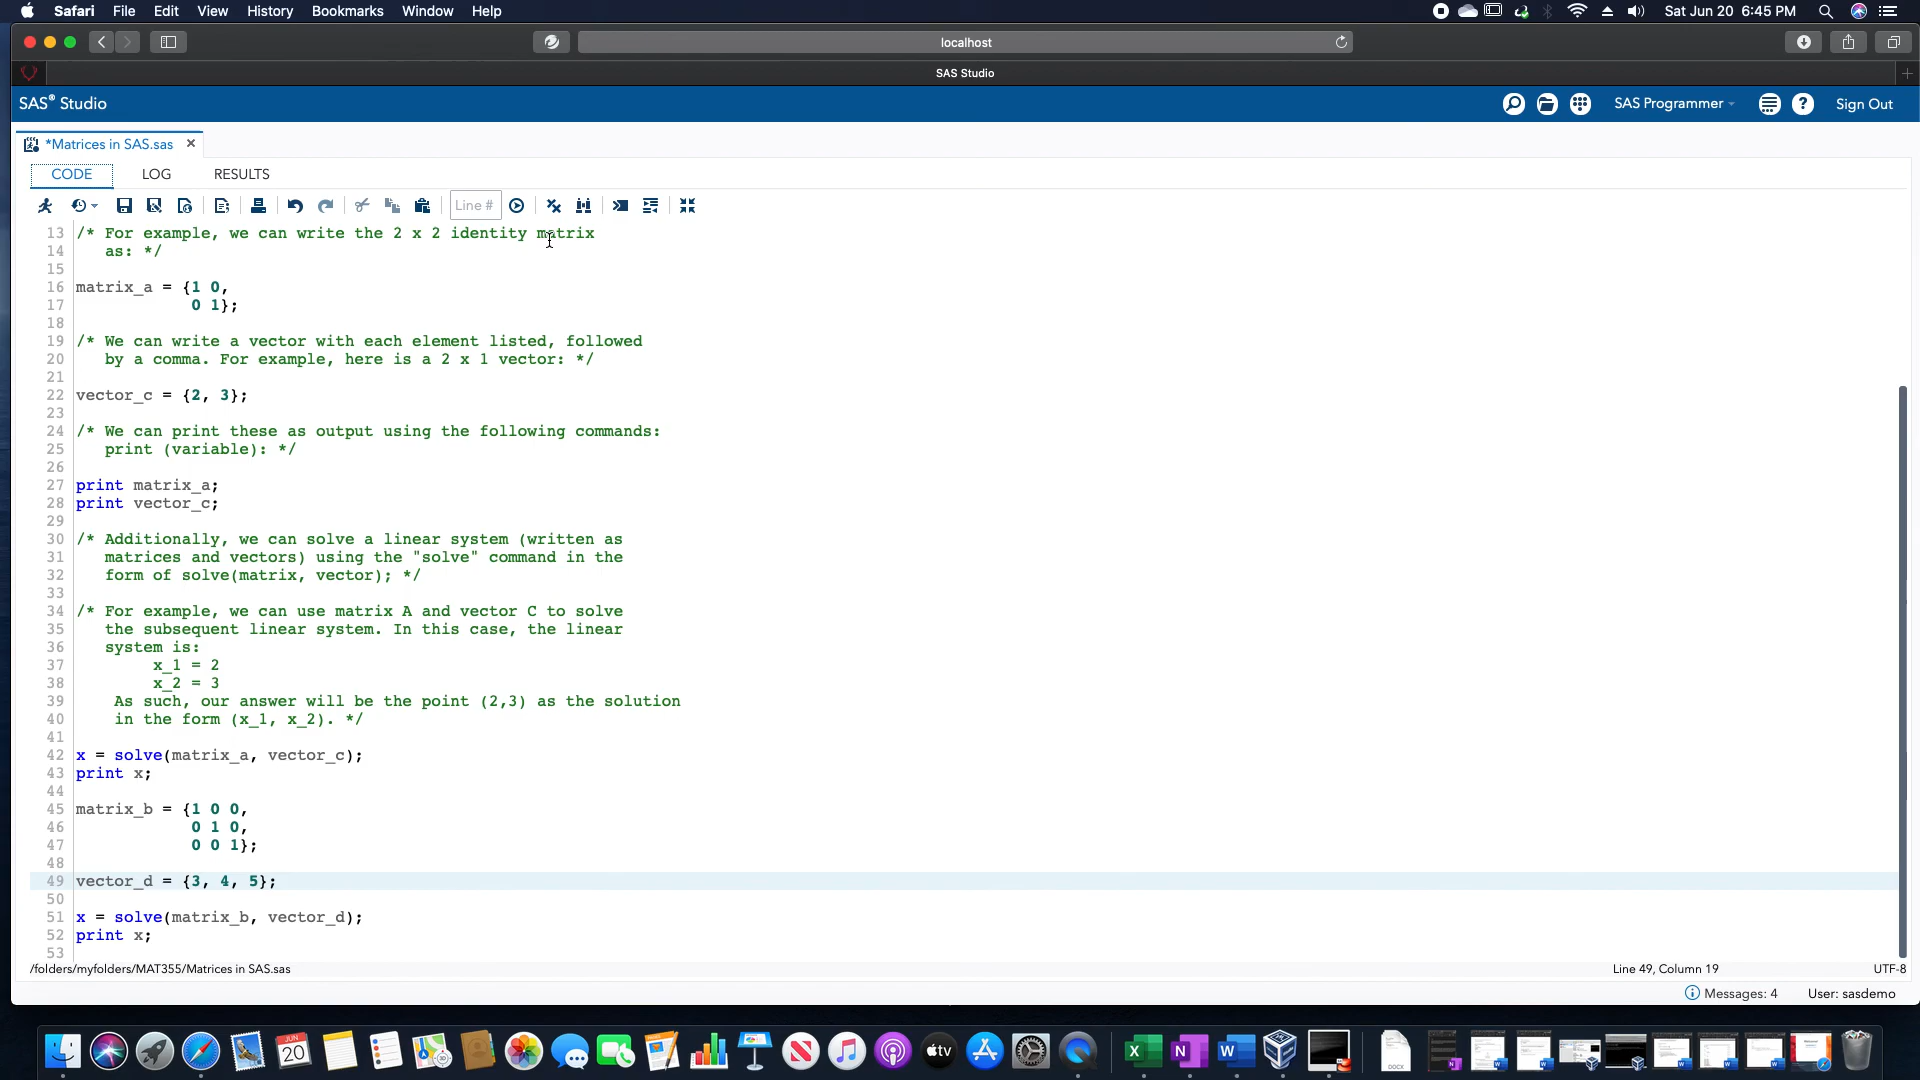 Safari File Edit View History Bookmarks Window Help Sat Jun 20 6:45 PM
localhost
SAS Studio
SAS® Studio SAS Programmer Sign Out
*Matrices in SAS.sas
CODE LOG RESULTS
Line #
13 /* For example, we can write the 2 x 2 identity matrix
14 as: */
15
16 matrix_a = {1 0,
17 0 1};
18
19 /* We can write a vector with each element listed, followed
20 by a comma. For example, here is a 2 x 1 vector: */
21
22 vector_c = {2, 3};
23
24 /* We can print these as output using the following commands:
25 print (variable): */
26
27 print matrix_a;
28 print vector_c;
29
30 /* Additionally, we can solve a linear system (written as
31 matrices and vectors) using the "solve" command in the
32 form of solve(matrix, vector); */
33
34 /* For example, we can use matrix A and vector C to solve
35 the subsequent linear system. In this case, the linear
36 system is:
37 x_1 = 2
38 x_2 = 3
39 As such, our answer will be the point (2,3) as the solution
40 in the form (x_1, x_2). */
41
42 x = solve(matrix_a, vector_c);
43 print x;
44
45 matrix_b = {1 0 0,
46 0 1 0,
47 0 0 1};
48
49 vector_d = {3, 4, 5};
50
51 x = solve(matrix_b, vector_d);
52 print x;
53
/folders/myfolders/MAT355/Matrices in SAS.sas Line 49, Column 19 UTF-8
Messages: 4 User: sasdemo
JUN
20
tv
X
N
W
DOCX